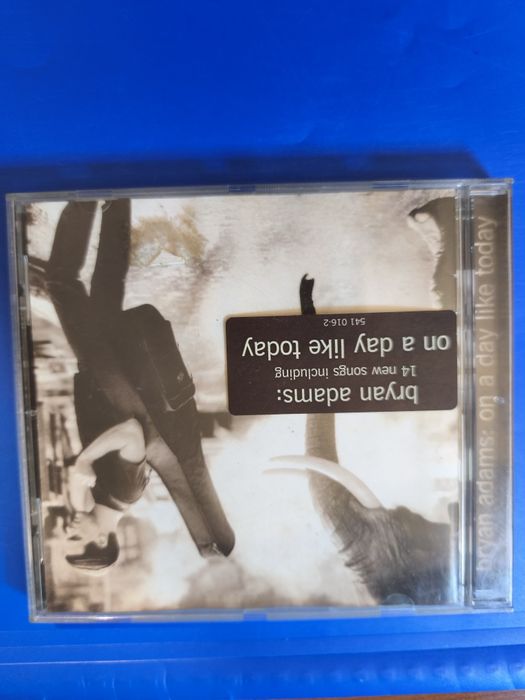 bryan adams:
14 new songs including
on a day like today
541 016-2
bryan adams: on a day like today